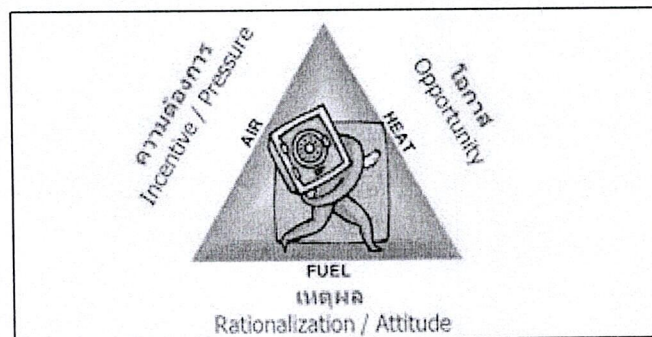 ความต้องการ
Incentive / Pressure
โอกาส
Opportunity
AIR
HEAT
FUEL
เหตุผล
Rationalization / Attitude